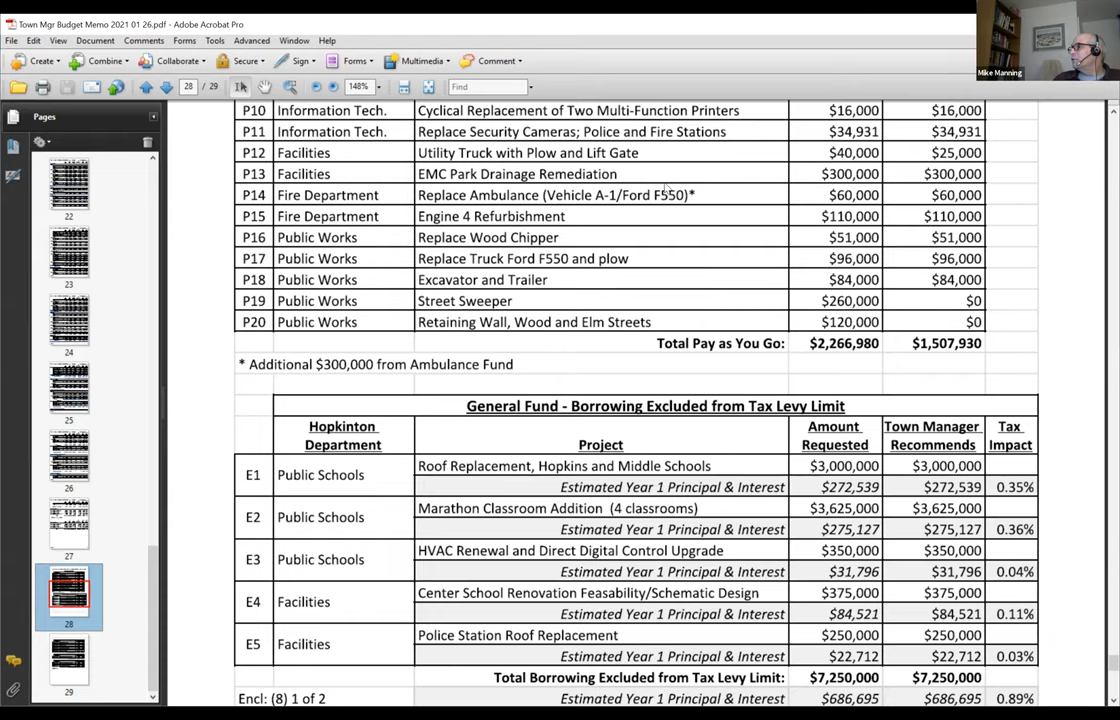 Town Mgr Budget Memo 2021 01 26.pdf - Adobe Acrobat Pro
File Edit View Document Comments Forms Tools Advanced Window Help
Create Combine Collaborate Secure Sign Forms Multimedia Comment
28 / 29 148% Find
Mike Manning
Pages
22
23
24
25
26
27
28
29
P10 Information Tech. Cyclical Replacement of Two Multi-Function Printers $16,000 $16,000
P11 Information Tech. Replace Security Cameras; Police and Fire Stations $34,931 $34,931
P12 Facilities Utility Truck with Plow and Lift Gate $40,000 $25,000
P13 Facilities EMC Park Drainage Remediation $300,000 $300,000
P14 Fire Department Replace Ambulance (Vehicle A-1/Ford F550)* $60,000 $60,000
P15 Fire Department Engine 4 Refurbishment $110,000 $110,000
P16 Public Works Replace Wood Chipper $51,000 $51,000
P17 Public Works Replace Truck Ford F550 and plow $96,000 $96,000
P18 Public Works Excavator and Trailer $84,000 $84,000
P19 Public Works Street Sweeper $260,000 $0
P20 Public Works Retaining Wall, Wood and Elm Streets $120,000 $0
Total Pay as You Go: $2,266,980 $1,507,930
* Additional $300,000 from Ambulance Fund
General Fund - Borrowing Excluded from Tax Levy Limit
Hopkinton Department Project Amount Requested Town Manager Recommends Tax Impact
E1 Public Schools Roof Replacement, Hopkins and Middle Schools $3,000,000 $3,000,000
Estimated Year 1 Principal & Interest $272,539 $272,539 0.35%
E2 Public Schools Marathon Classroom Addition (4 classrooms) $3,625,000 $3,625,000
Estimated Year 1 Principal & Interest $275,127 $275,127 0.36%
E3 Public Schools HVAC Renewal and Direct Digital Control Upgrade $350,000 $350,000
Estimated Year 1 Principal & Interest $31,796 $31,796 0.04%
E4 Facilities Center School Renovation Feasability/Schematic Design $375,000 $375,000
Estimated Year 1 Principal & Interest $84,521 $84,521 0.11%
E5 Facilities Police Station Roof Replacement $250,000 $250,000
Estimated Year 1 Principal & Interest $22,712 $22,712 0.03%
Total Borrowing Excluded from Tax Levy Limit: $7,250,000 $7,250,000
Encl: (8) 1 of 2 Estimated Year 1 Principal & Interest $686,695 $686,695 0.89%